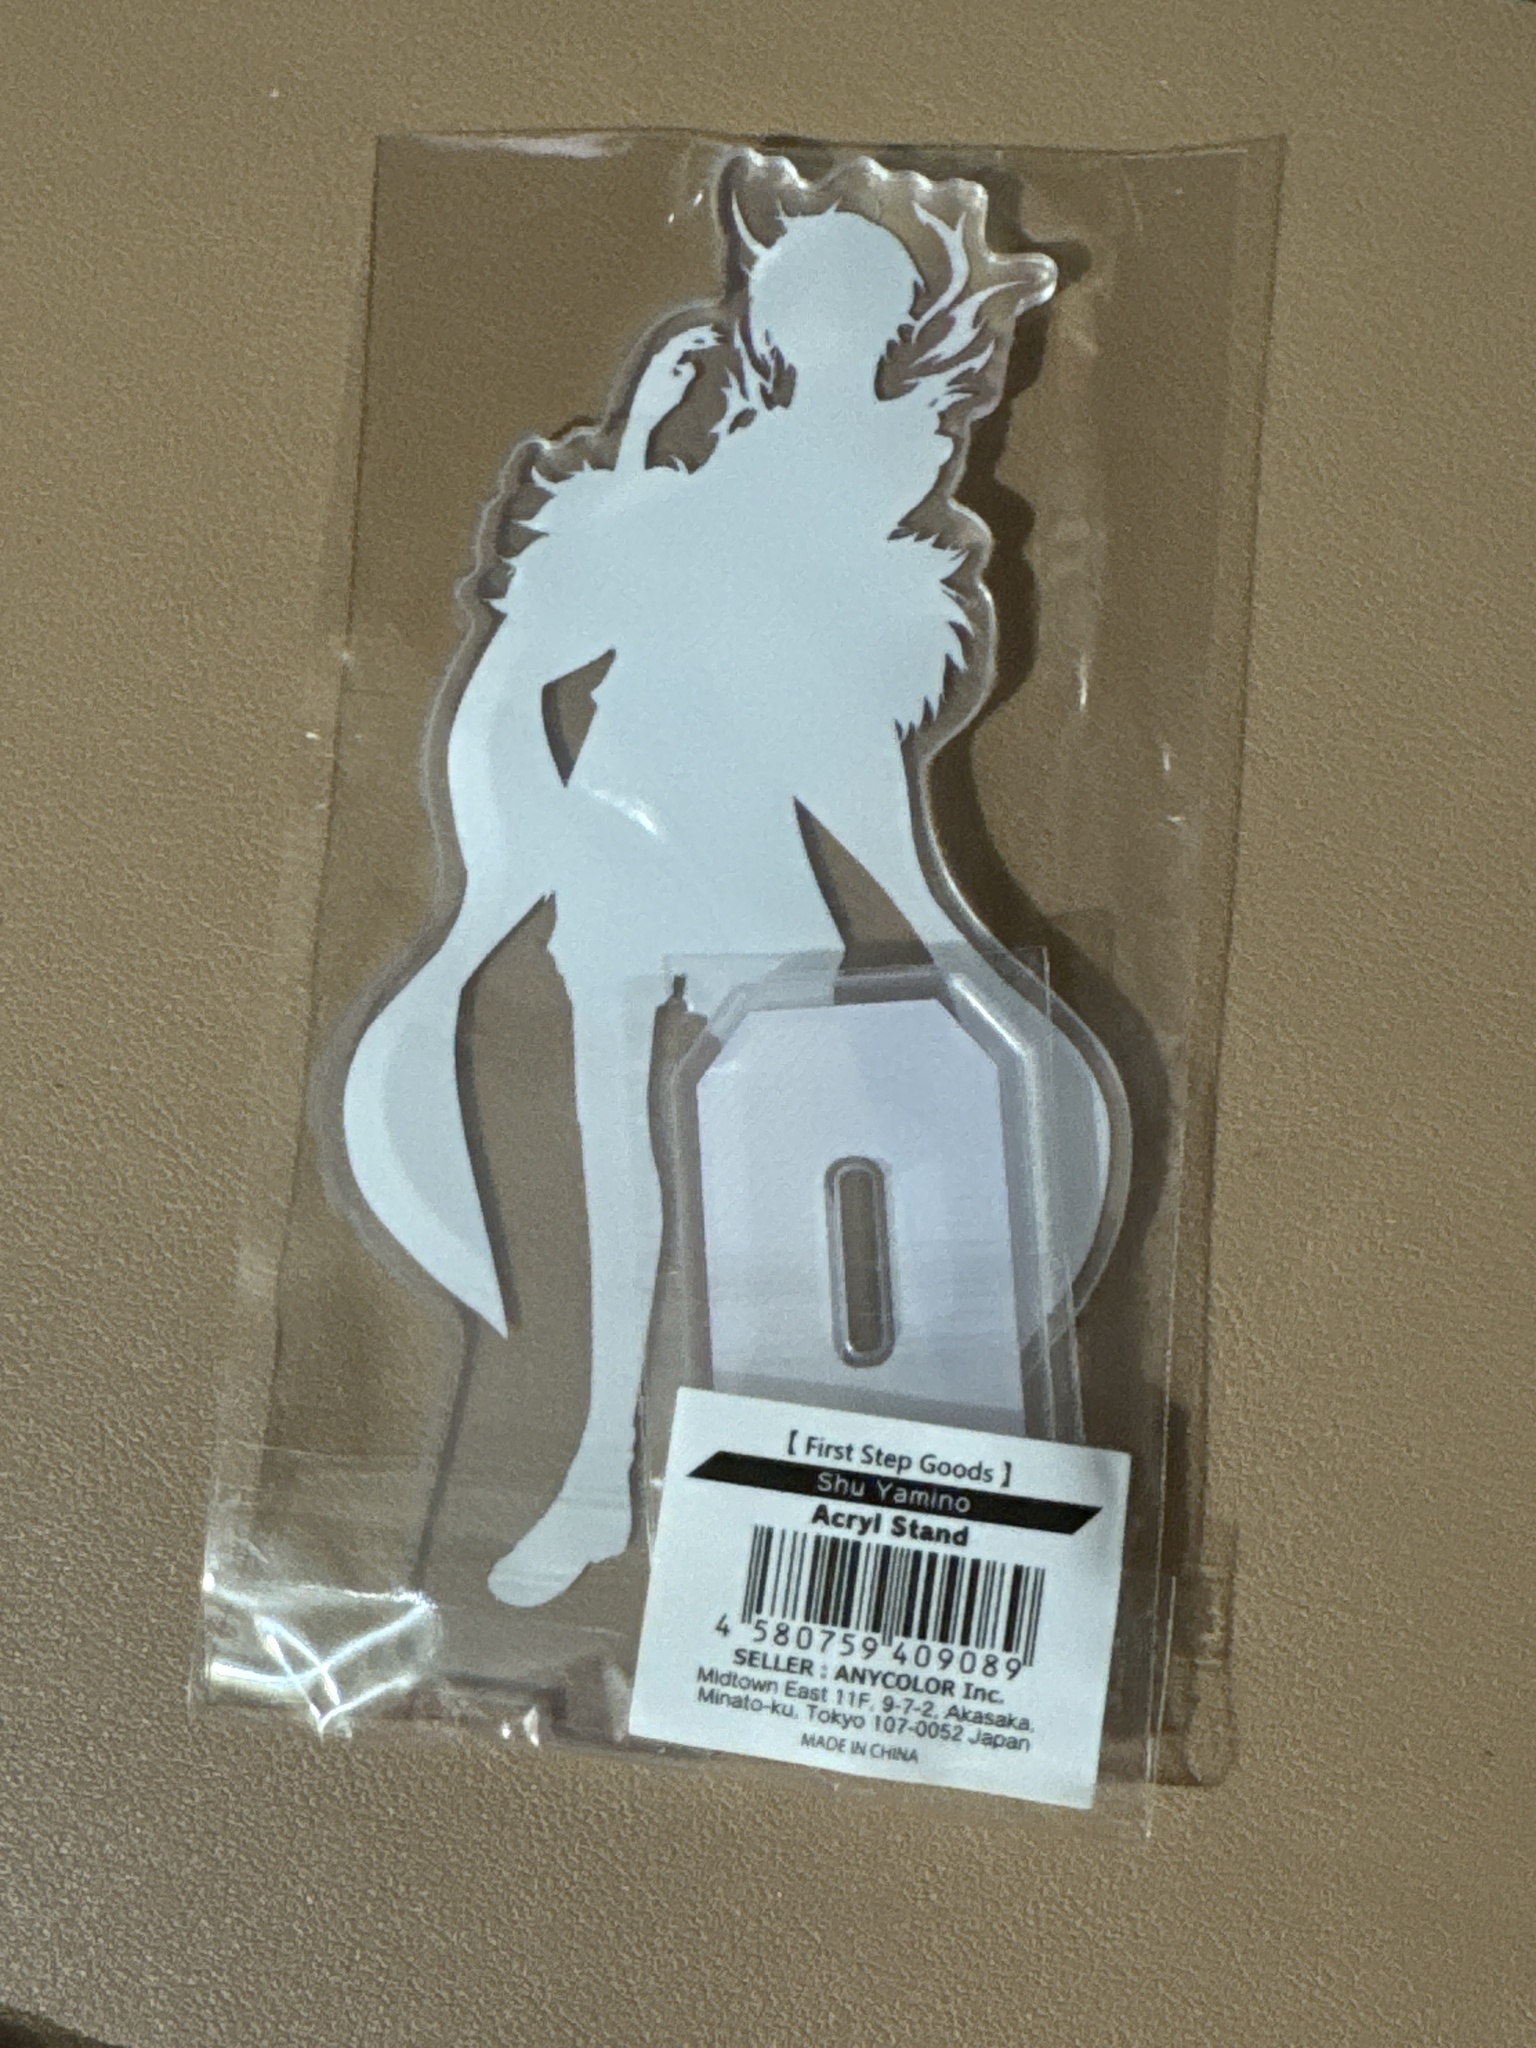 【 First Step Goods 】
Shu Yamino
Acryl Stand
4 580759 409089
SELLER : ANYCOLOR Inc.
Midtown East 11F, 9-7-2, Akasaka,
Minato-ku, Tokyo 107-0052 Japan
MADE IN CHINA